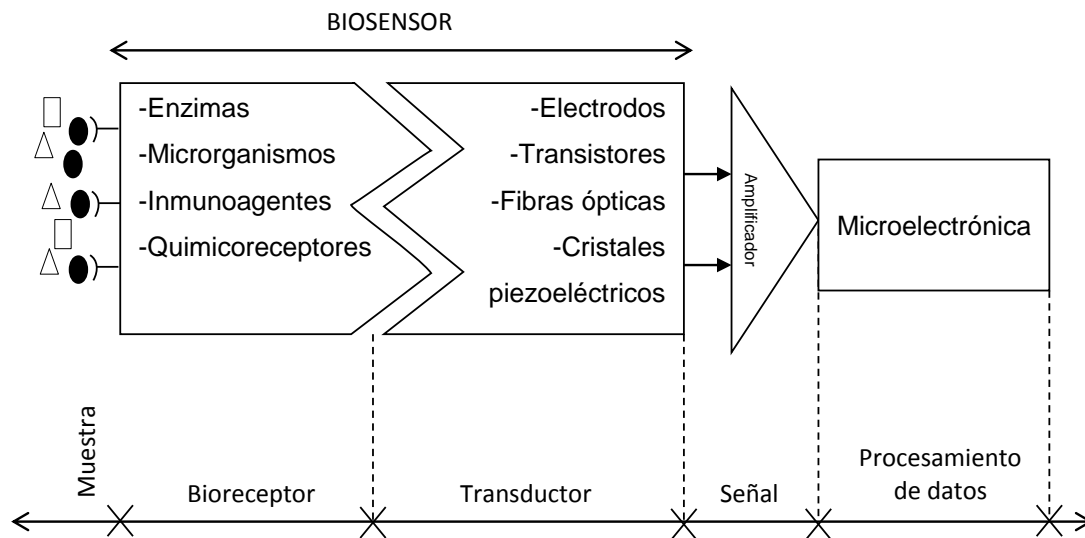 BIOSENSOR
-Enzimas
-Microrganismos
-Inmunoagentes
-Quimicoreceptores
-Electrodos
-Transistores
-Fibras ópticas
-Cristales
piezoeléctricos
Amplificador
Microelectrónica
Muestra
Bioreceptor
Transductor
Señal
Procesamiento
de datos